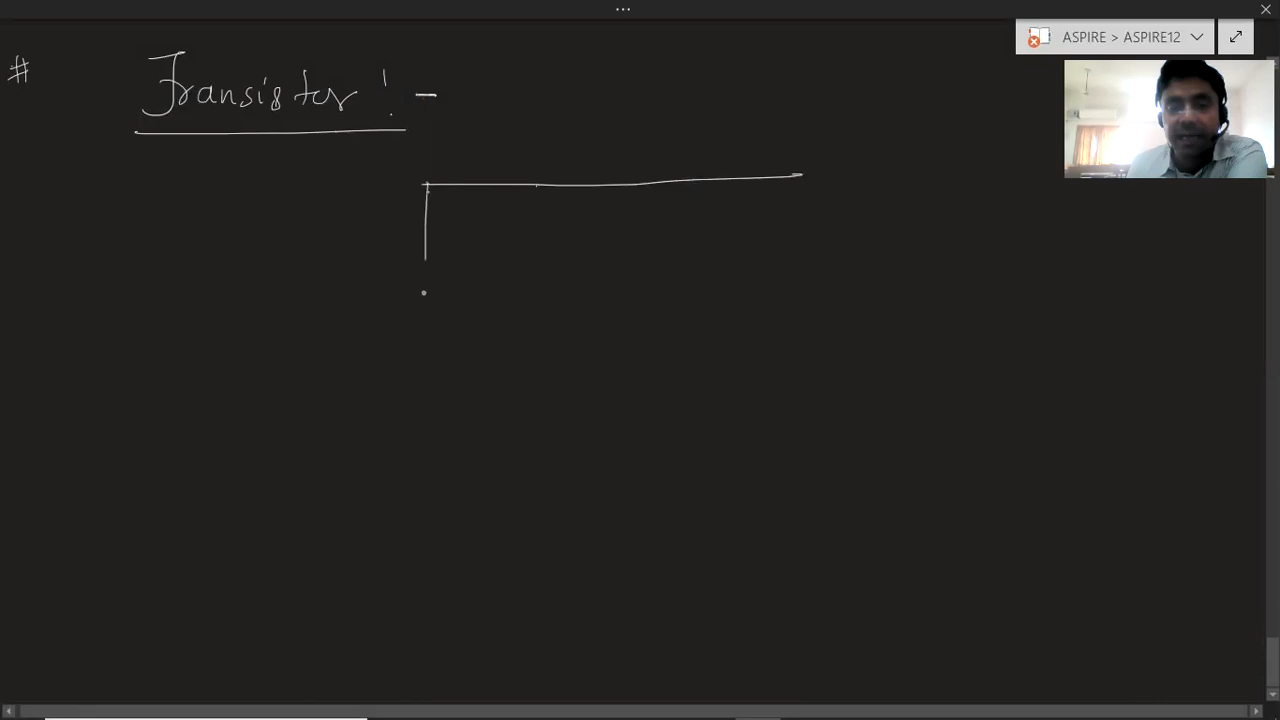 ASPIRE > ASPIRE12
# Transistor :-